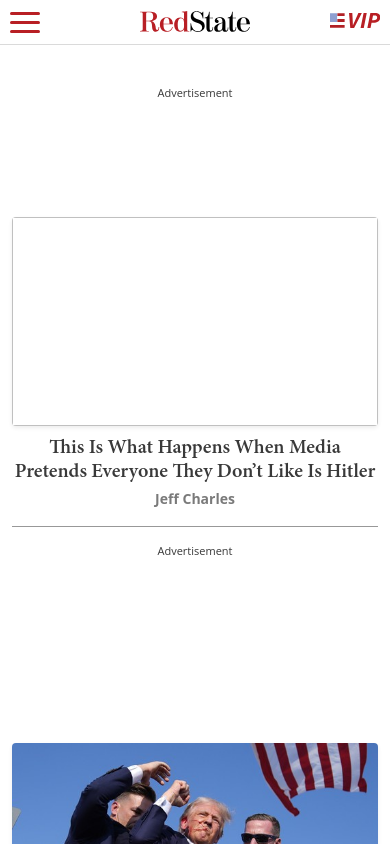 RedState
VIP
Advertisement
This Is What Happens When Media
Pretends Everyone They Don’t Like Is Hitler
Jeff Charles
Advertisement